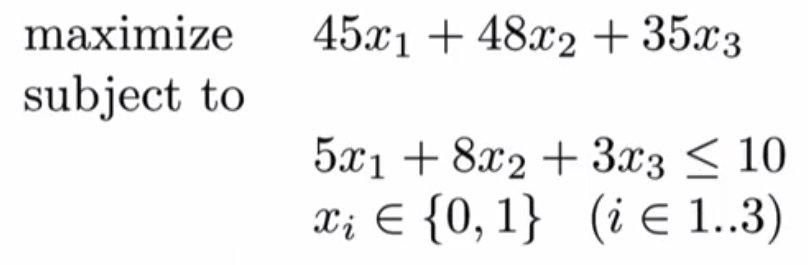 maximize 45x₁ + 48x₂ + 35x₃
subject to
5x₁ + 8x₂ + 3x₃ ≤ 10
xᵢ ∈ {0, 1} (i ∈ 1..3)